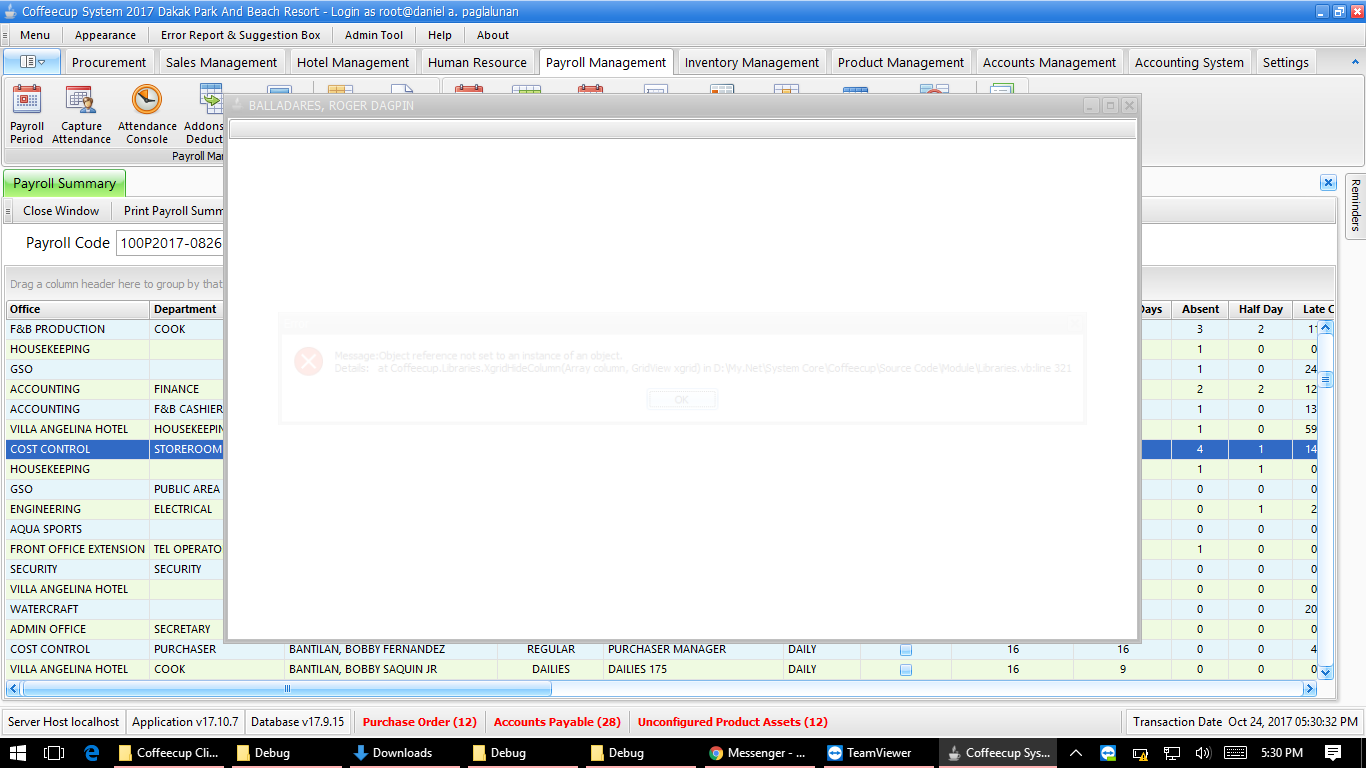 Coffeecup System 2017 Dakak Park And Beach Resort - Login as root@daniel a. paglalunan
Menu Appearance Error Report & Suggestion Box Admin Tool Help About
Procurement Sales Management Hotel Management Human Resource Payroll Management Inventory Management Product Management Accounts Management Accounting System Settings
Payroll Period
Capture Attendance
Attendance Console
Addons
Deduct
Payroll Ma
BALLADARES, ROGER DAGPIN
Payroll Summary
Reminders
Close Window Print Payroll Summ
Payroll Code 100P2017-0826
Drag a column header here to group by that
Office Department Days Absent Half Day Late C
F&B PRODUCTION COOK 3 2 11
HOUSEKEEPING 1 0 0
GSO 1 0 24
Message:Object reference not set to an instance of an object.
Details: at Coffeecup.Libraries.XgridHideColumn(Array column, GridView xgrid) in D:\My.Net\System Core\Coffeecup\Source Code\Module\Libraries.vb:line 321
OK
ACCOUNTING FINANCE 2 2 12
ACCOUNTING F&B CASHIER 1 0 13
VILLA ANGELINA HOTEL HOUSEKEEPIN 1 0 59
COST CONTROL STOREROOM 4 1 14
HOUSEKEEPING 1 1 0
GSO PUBLIC AREA 0 0 0
ENGINEERING ELECTRICAL 0 1 2
AQUA SPORTS 0 0 0
FRONT OFFICE EXTENSION TEL OPERATO 1 0 0
SECURITY SECURITY 0 0 0
VILLA ANGELINA HOTEL 0 0 0
WATERCRAFT 0 0 20
ADMIN OFFICE SECRETARY 0 0 0
COST CONTROL PURCHASER BANTILAN, BOBBY FERNANDEZ REGULAR PURCHASER MANAGER DAILY 16 16 0 0 4
VILLA ANGELINA HOTEL COOK BANTILAN, BOBBY SAQUIN JR DAILIES DAILIES 175 DAILY 16 9 0 0 0
Server Host localhost Application v17.10.7 Database v17.9.15 Purchase Order (12) Accounts Payable (28) Unconfigured Product Assets (12) Transaction Date Oct 24, 2017 05:30:32 PM
Coffeecup Cli... Debug Downloads Debug Debug Messenger - ... TeamViewer Coffeecup Sys... 5:30 PM